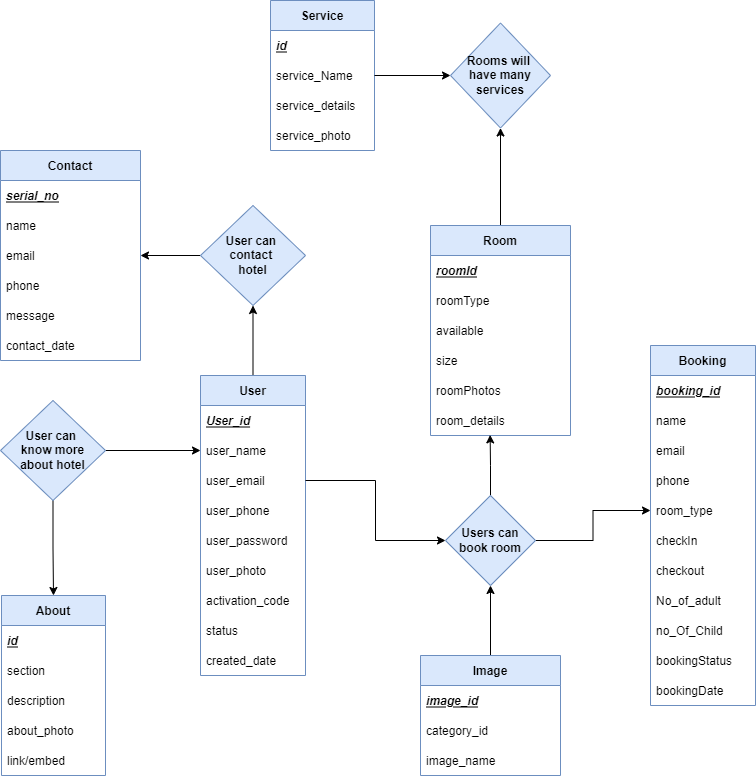 Service
id
service_Name
service_details
service_photo
Rooms will
have many
services
Contact
serial_no
name
email
phone
message
contact_date
User can
contact
hotel
Room
roomId
roomType
available
size
roomPhotos
room_details
User
User_id
user_name
user_email
user_phone
user_password
user_photo
activation_code
status
created_date
Booking
booking_id
name
email
phone
room_type
checkIn
checkout
No_of_adult
no_Of_Child
bookingStatus
bookingDate
User can
know more
about hotel
Users can
book room
About
id
section
description
about_photo
link/embed
Image
image_id
category_id
image_name